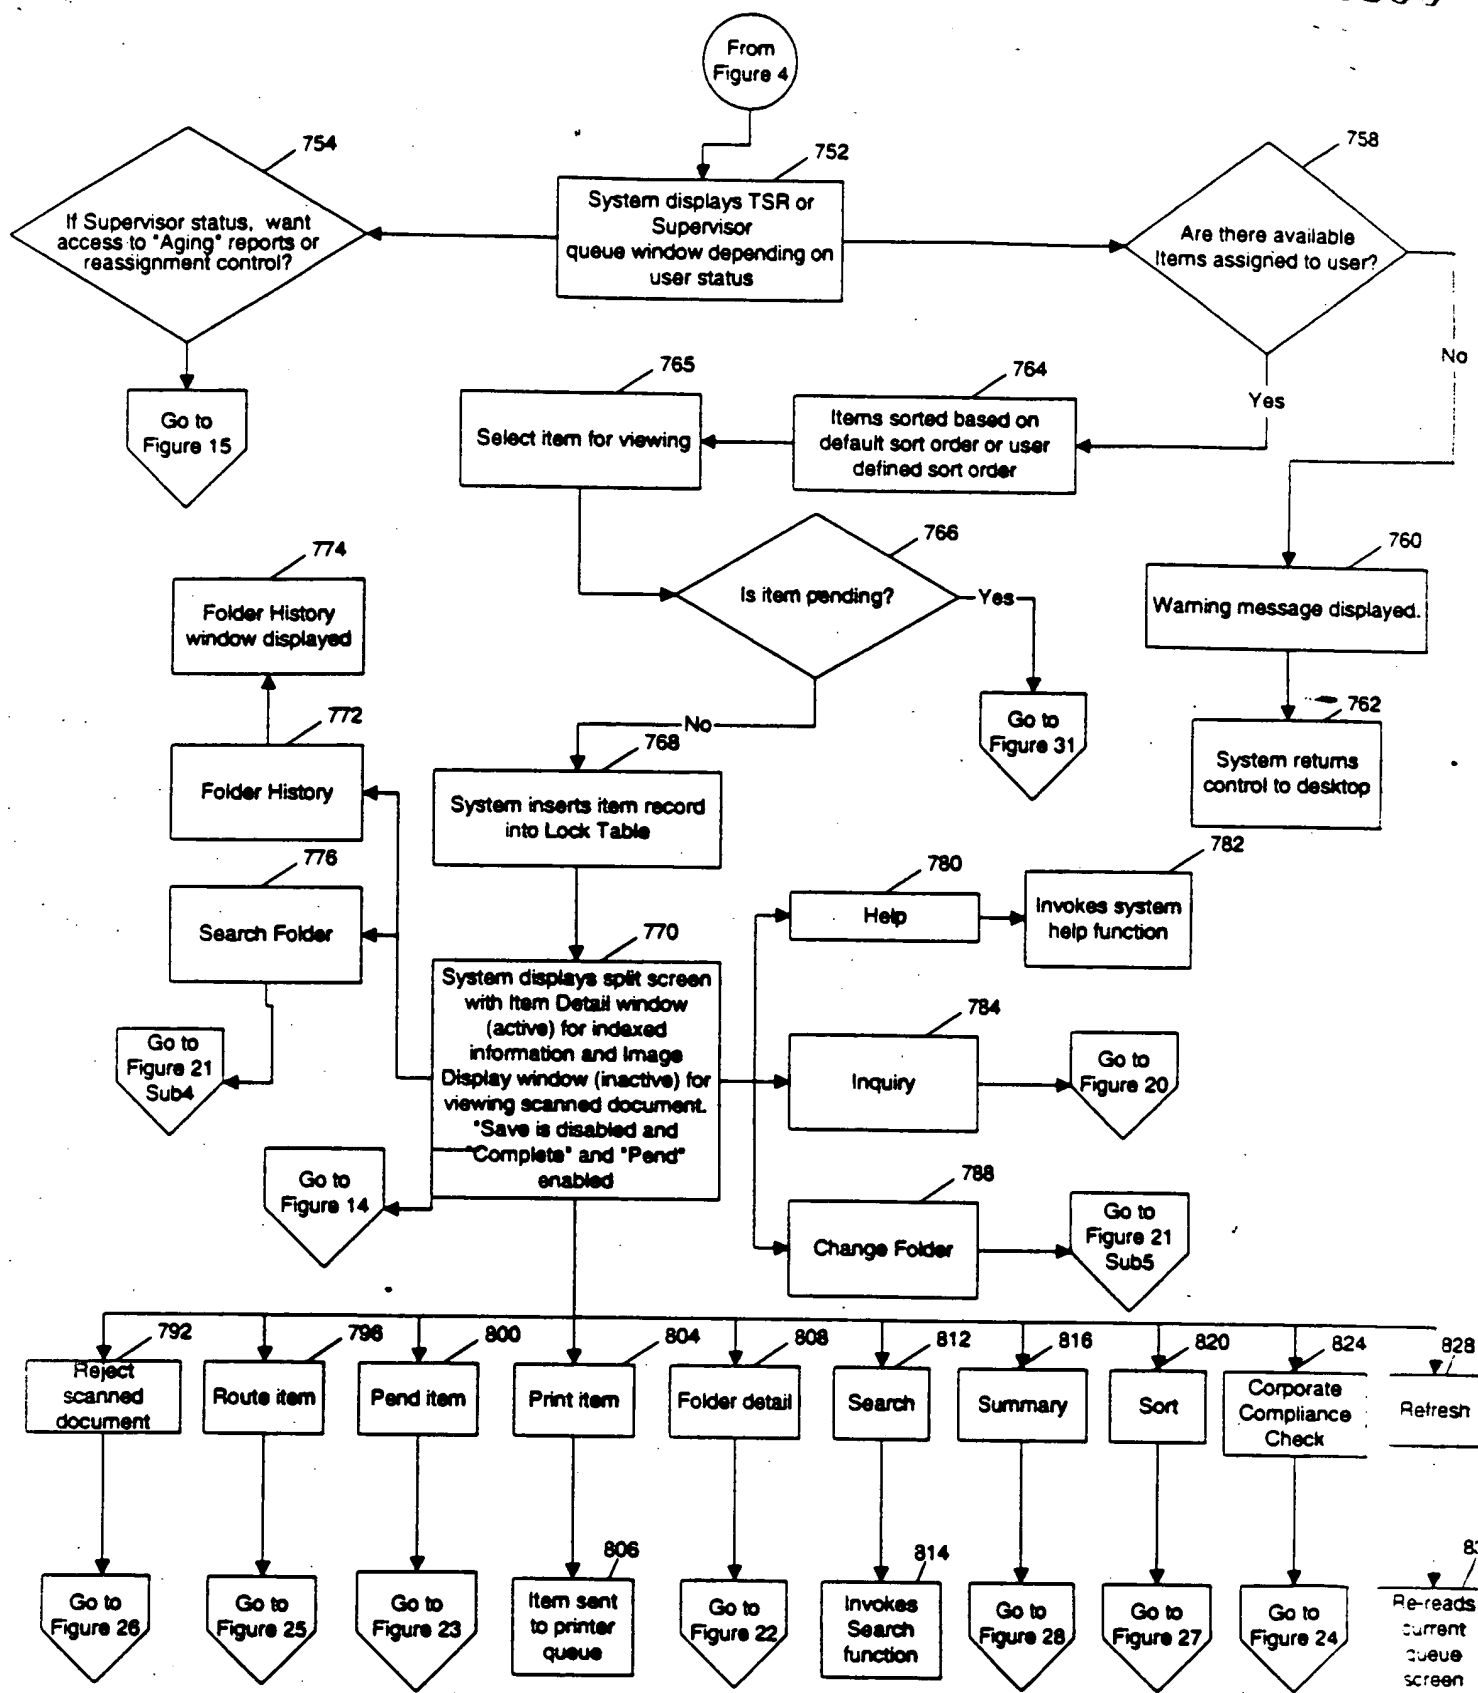 From
Figure 4
754
752
758
If Supervisor status, want
access to "Aging" reports or
reassignment control?
System displays TSR or
Supervisor
queue window depending on
user status
Are there available
Items assigned to user?
No
Yes
Go to
Figure 15
765
Select item for viewing
764
Items sorted based on
default sort order or user
defined sort order
766
Is item pending?
Yes
No
760
Warning message displayed.
762
System returns
control to desktop
Go to
Figure 31
774
Folder History
window displayed
772
Folder History
768
System inserts item record
into Lock Table
776
Search Folder
Go to
Figure 21
Sub4
770
System displays split screen
with Item Detail window
(active) for indexed
information and Image
Display window (inactive) for
viewing scanned document.
"Save is disabled and
"Complete" and "Pend"
enabled
Go to
Figure 14
780
Help
782
Invokes system
help function
784
Inquiry
Go to
Figure 20
788
Change Folder
Go to
Figure 21
Sub5
792
Reject
scanned
document
796
Route item
800
Pend item
804
Print item
808
Folder detail
812
Search
816
Summary
820
Sort
824
Corporate
Compliance
Check
828
Refresh
Go to
Figure 26
Go to
Figure 25
Go to
Figure 23
806
Item sent
to printer
queue
Go to
Figure 22
814
Invokes
Search
function
Go to
Figure 28
Go to
Figure 27
Go to
Figure 24
Re-reads
current
queue
screen